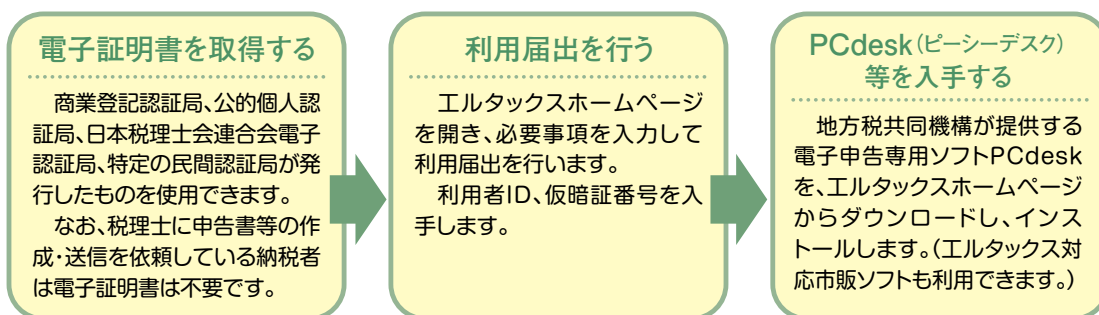 電子証明書を取得する
商業登記認証局、公的個人認
証局、日本税理士会連合会電子
認証局、特定の民間認証局が発
行したものを使用できます。
なお、税理士に申告書等の作
成・送信を依頼している納税者
は電子証明書は不要です。
利用届出を行う
エルタックスホームページ
を開き、必要事項を入力して
利用届出を行います。
利用者ID、仮暗証番号を入
手します。
PCdesk(ピーシーデスク)
等を入手する
地方税共同機構が提供する
電子申告専用ソフトPCdesk
を、エルタックスホームページ
からダウンロードし、インス
トールします。(エルタックス対
応市販ソフトも利用できます。)